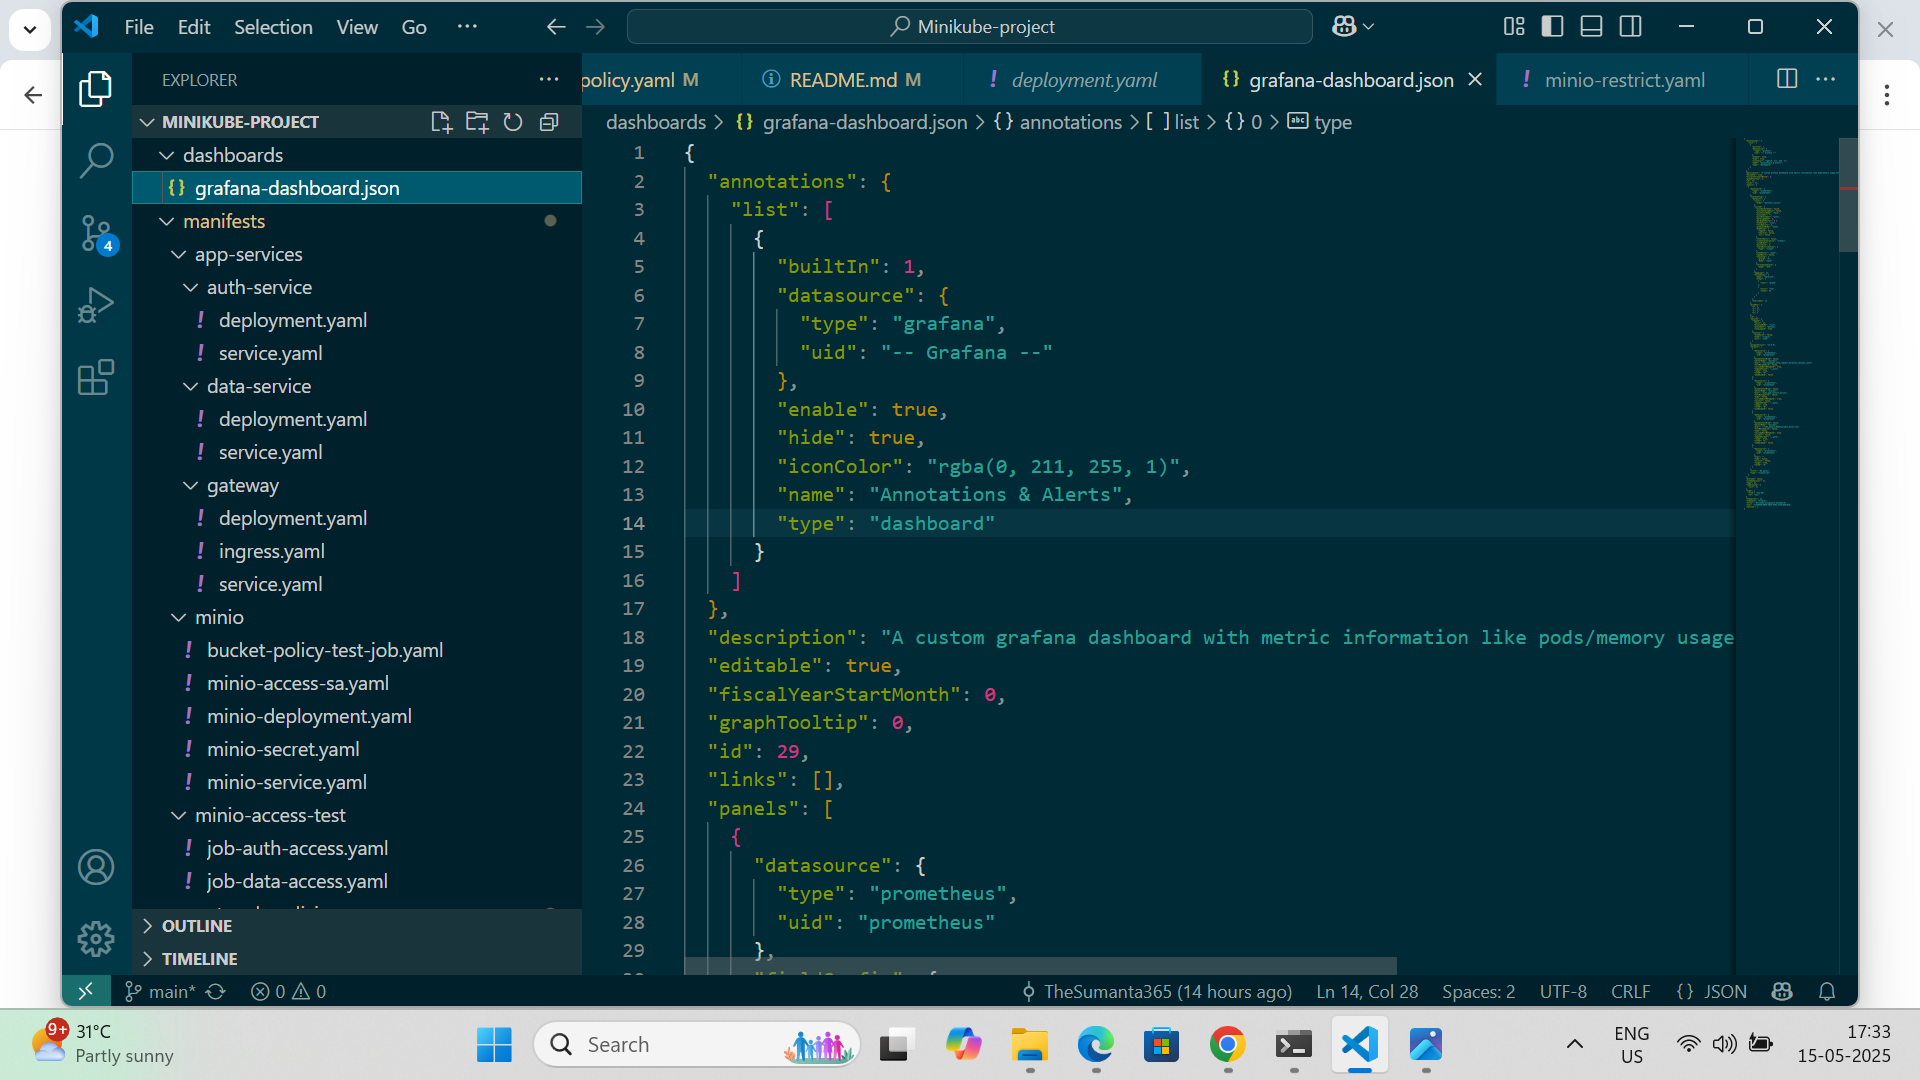 File Edit Selection View Go ··· Minikube-project
EXPLORER
policy.yaml M
README.md M
deployment.yaml
grafana-dashboard.json
minio-restrict.yaml
MINIKUBE-PROJECT
dashboards > {} grafana-dashboard.json > {} annotations > [ ] list > {} 0 > abc type
dashboards
{} grafana-dashboard.json
manifests
app-services
auth-service
! deployment.yaml
! service.yaml
data-service
! deployment.yaml
! service.yaml
gateway
! deployment.yaml
! ingress.yaml
! service.yaml
minio
! bucket-policy-test-job.yaml
! minio-access-sa.yaml
! minio-deployment.yaml
! minio-secret.yaml
! minio-service.yaml
minio-access-test
! job-auth-access.yaml
! job-data-access.yaml
OUTLINE
TIMELINE
4
1 {
2 "annotations": {
3 "list": [
4 {
5 "builtIn": 1,
6 "datasource": {
7 "type": "grafana",
8 "uid": "-- Grafana --"
9 },
10 "enable": true,
11 "hide": true,
12 "iconColor": "rgba(0, 211, 255, 1)",
13 "name": "Annotations & Alerts",
14 "type": "dashboard"
15 }
16 ]
17 },
18 "description": "A custom grafana dashboard with metric information like pods/memory usage
19 "editable": true,
20 "fiscalYearStartMonth": 0,
21 "graphTooltip": 0,
22 "id": 29,
23 "links": [],
24 "panels": [
25 {
26 "datasource": {
27 "type": "prometheus",
28 "uid": "prometheus"
29 },
main* 0 0 TheSumanta365 (14 hours ago) Ln 14, Col 28 Spaces: 2 UTF-8 CRLF {} JSON
9+ 31°C
Partly sunny
Search
ENG
US
17:33
15-05-2025